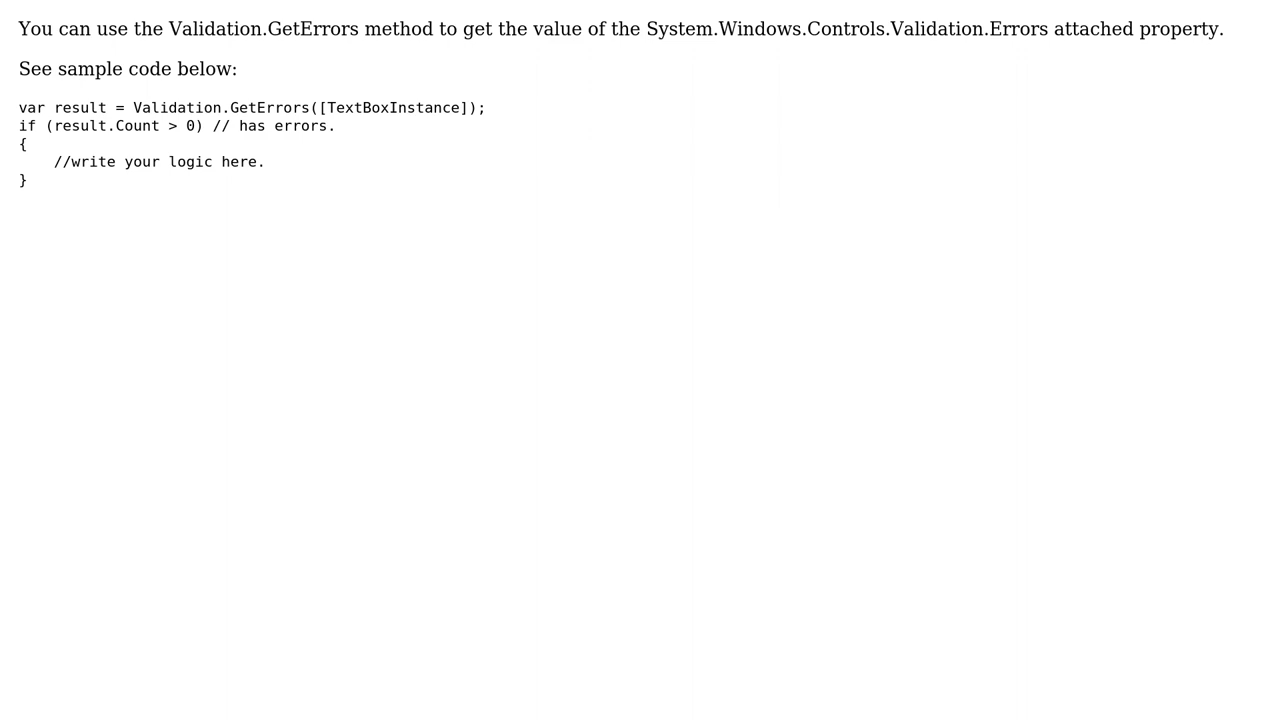 You can use the Validation.GetErrors method to get the value of the System.Windows.Controls.Validation.Errors attached property.
See sample code below:
var result = Validation.GetErrors([TextBoxInstance]);
if (result.Count > 0) // has errors.
{
    //write your logic here.
}